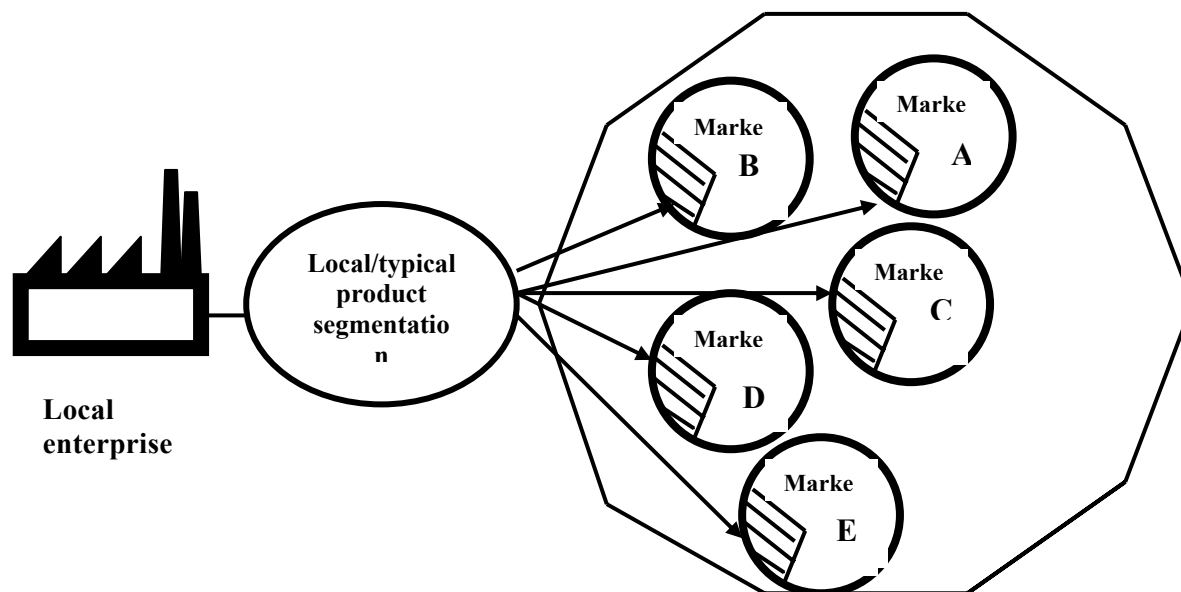 Local/typical
product
segmentatio
n
Local
enterprise
Marke
B
Marke
A
Marke
C
Marke
D
Marke
E